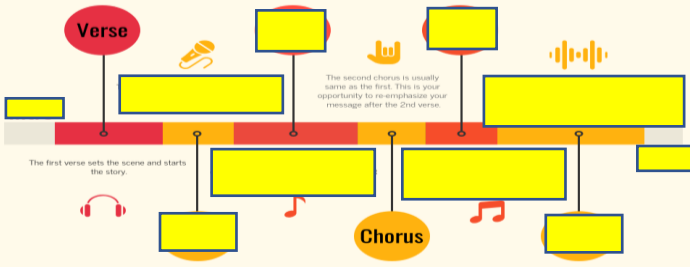 Verse
The second chorus is usually
same as the first. This is your
opportunity to re-emphasize your
message after the 2nd verse.
The first verse sets the scene and starts
the story.
Chorus